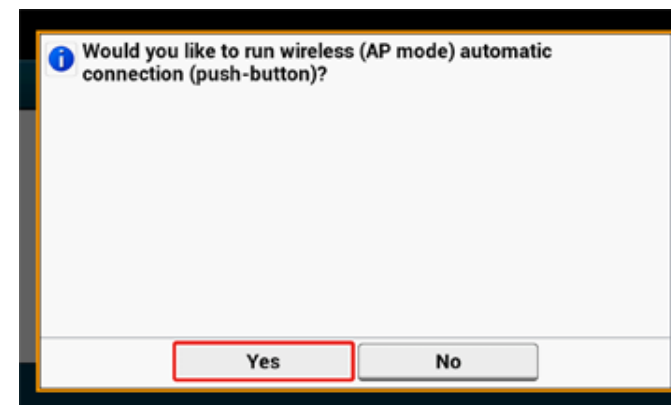 Would you like to run wireless (AP mode) automatic
connection (push-button)?
Yes
No